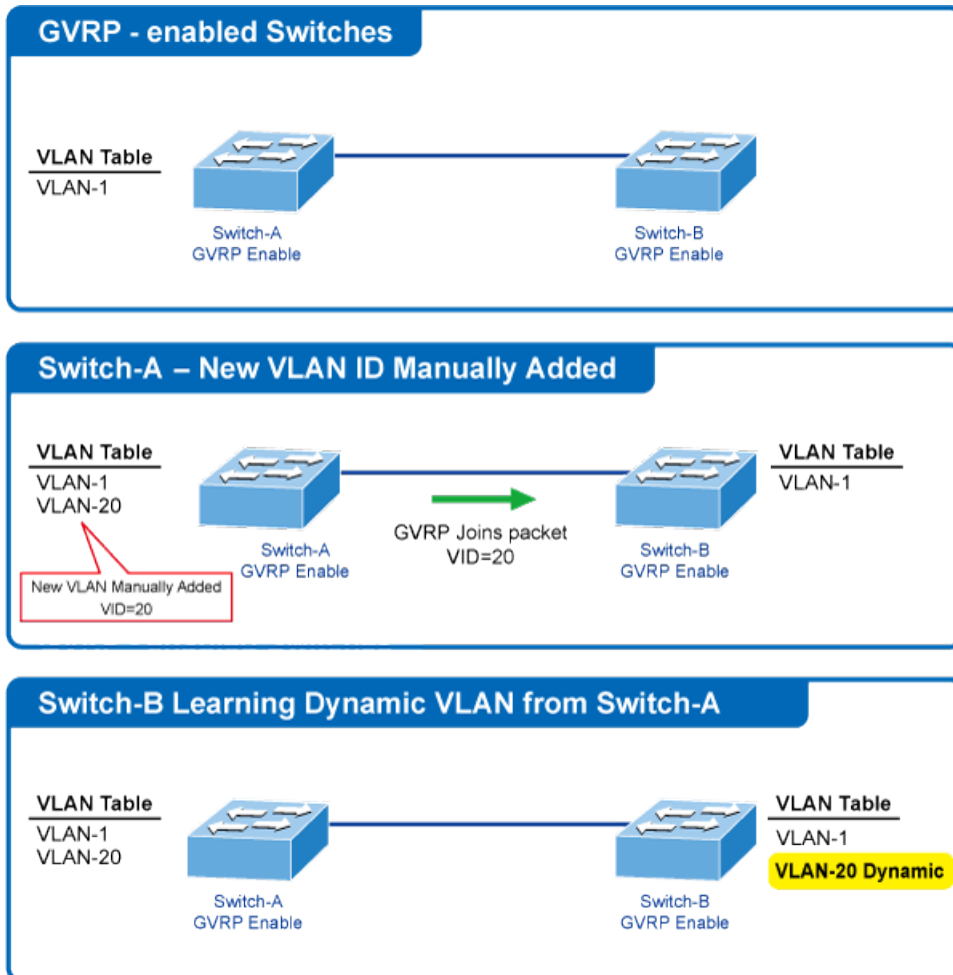 GVRP - enabled Switches
VLAN Table
VLAN-1
Switch-A
GVRP Enable
Switch-B
GVRP Enable
Switch-A – New VLAN ID Manually Added
VLAN Table
VLAN-1
VLAN-20
New VLAN Manually Added
VID=20
Switch-A
GVRP Enable
GVRP Joins packet
VID=20
Switch-B
GVRP Enable
VLAN Table
VLAN-1
Switch-B Learning Dynamic VLAN from Switch-A
VLAN Table
VLAN-1
VLAN-20
Switch-A
GVRP Enable
Switch-B
GVRP Enable
VLAN Table
VLAN-1
VLAN-20 Dynamic